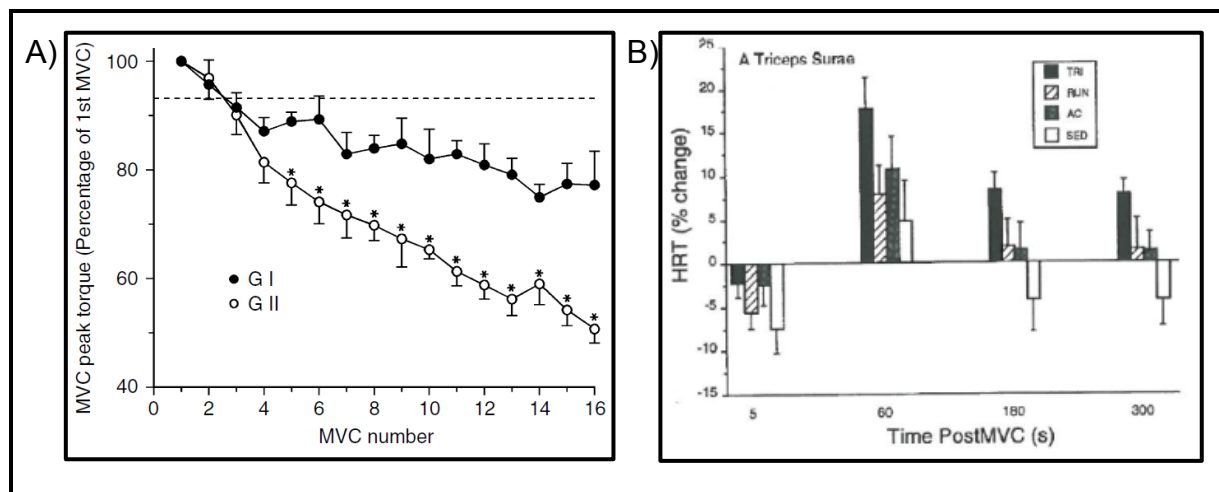 A)
MVC peak torque (Percentage of 1st MVC)
100
80
60
40
G I
G II
* * * * * * * * * * * *
0 2 4 6 8 10 12 14 16
MVC number
B)
A Triceps Surae
HRT (% change)
25
20
15
10
5
0
-5
-10
-15
TRI
RUN
AC
SED
5 60 180 300
Time PostMVC (s)